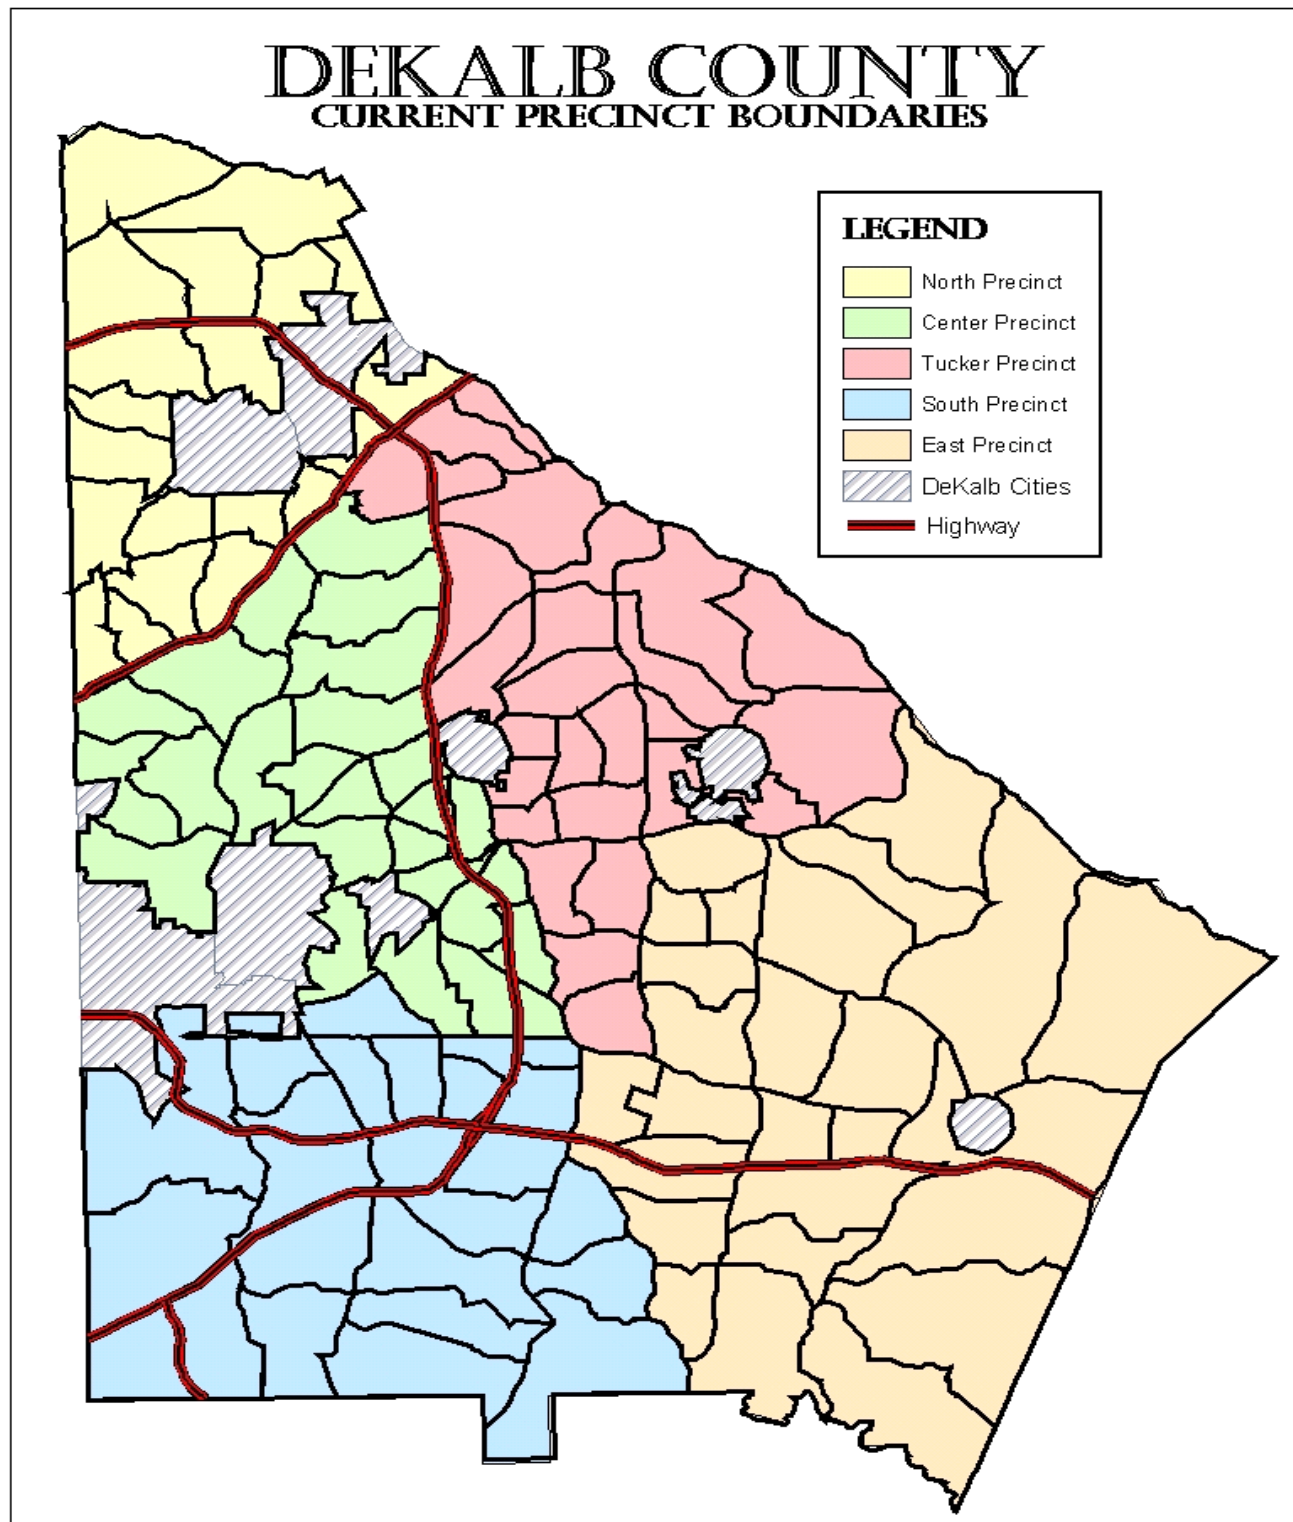 DEKALB COUNTY
CURRENT PRECINCT BOUNDARIES
LEGEND
North Precinct
Center Precinct
Tucker Precinct
South Precinct
East Precinct
DeKalb Cities
Highway